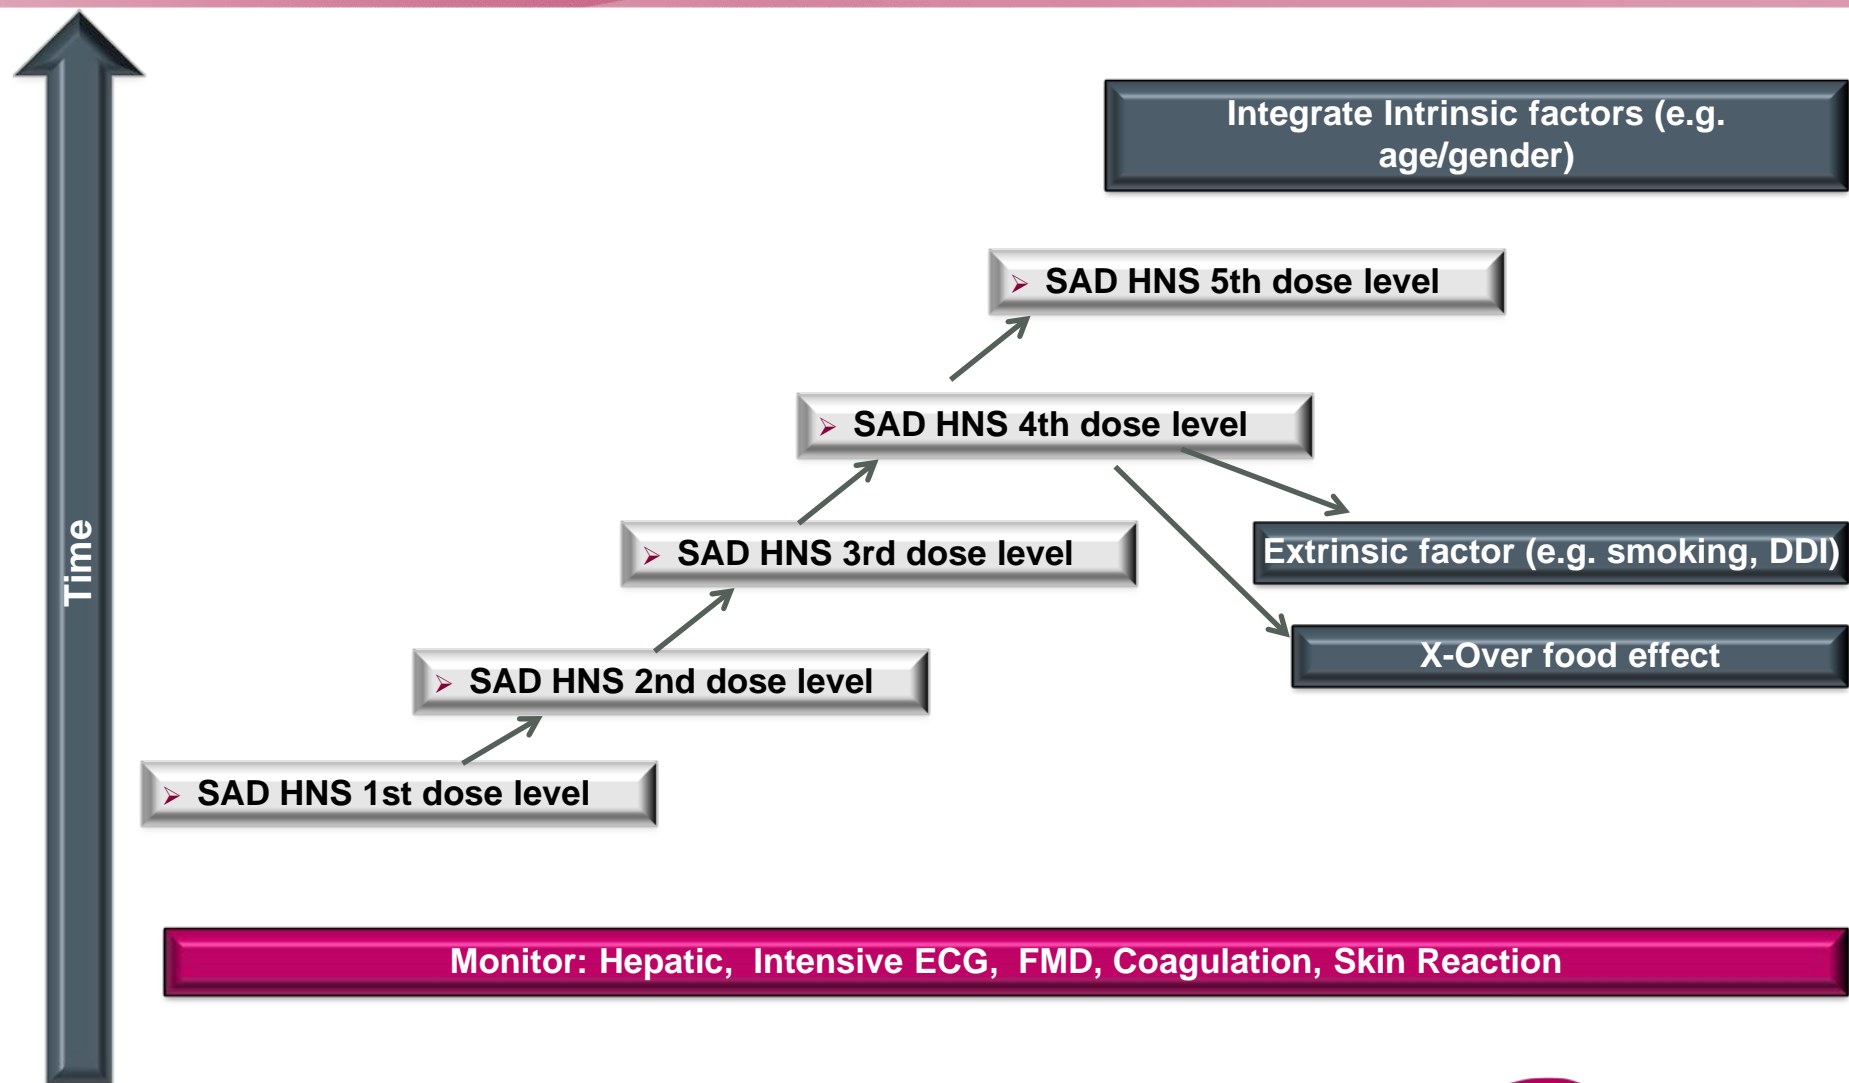 Integrate Intrinsic factors (e.g.
age/gender)
➢ SAD HNS 5th dose level
➢ SAD HNS 4th dose level
Time
➢ SAD HNS 3rd dose level
Extrinsic factor (e.g. smoking, DDI)
X-Over food effect
➢ SAD HNS 2nd dose level
➢ SAD HNS 1st dose level
Monitor: Hepatic,  Intensive ECG,  FMD, Coagulation, Skin Reaction